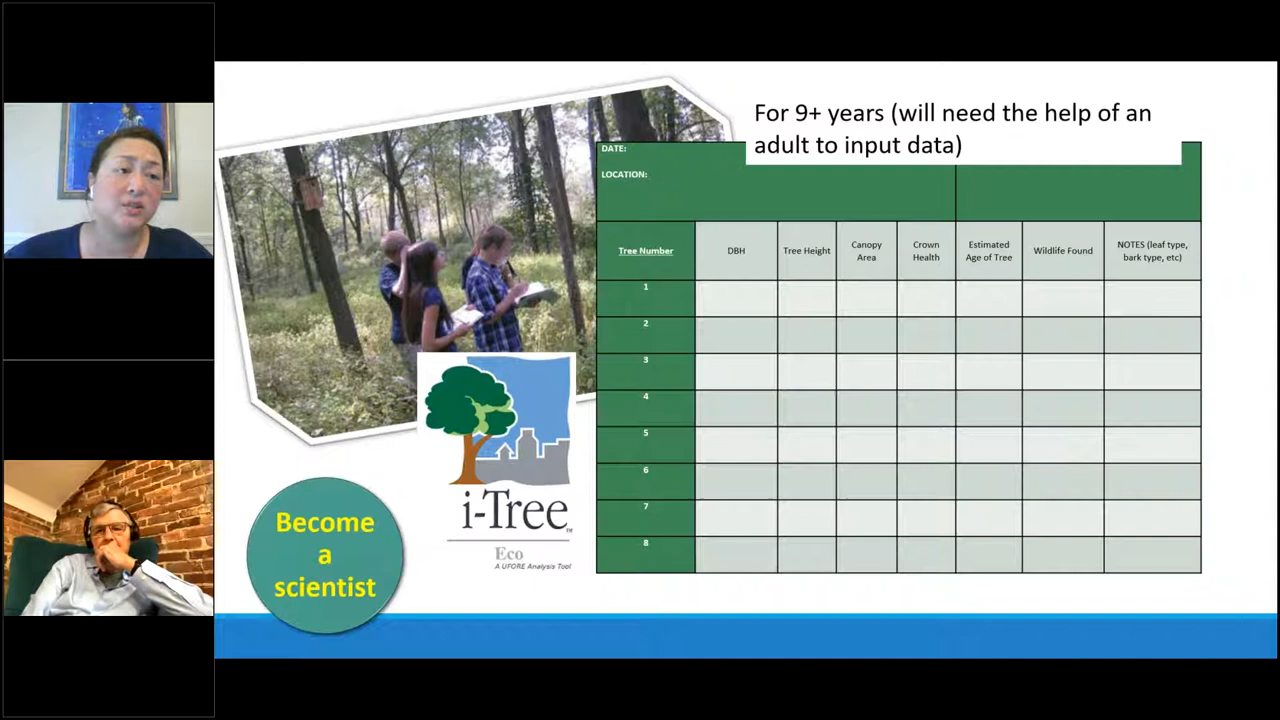 For 9+ years (will need the help of an
adult to input data)
DATE:
LOCATION:
Tree Number
DBH
Tree Height
Canopy
Area
Crown
Health
Estimated
Age of Tree
Wildlife Found
NOTES (leaf type,
bark type, etc)
1
2
3
4
5
6
7
8
i-Tree™
Eco
A UFORE Analysis Tool
Become
a
scientist